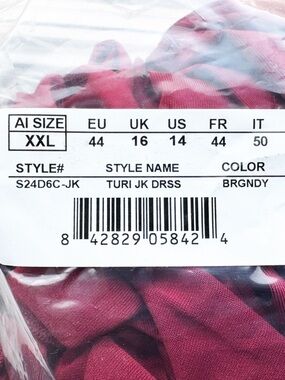 AI SIZE EU UK US FR IT
XXL 44 16 14 44 50
STYLE# STYLE NAME COLOR
S24D6C-JK TURI JK DRSS BRGNDY
8 42829 05842 4